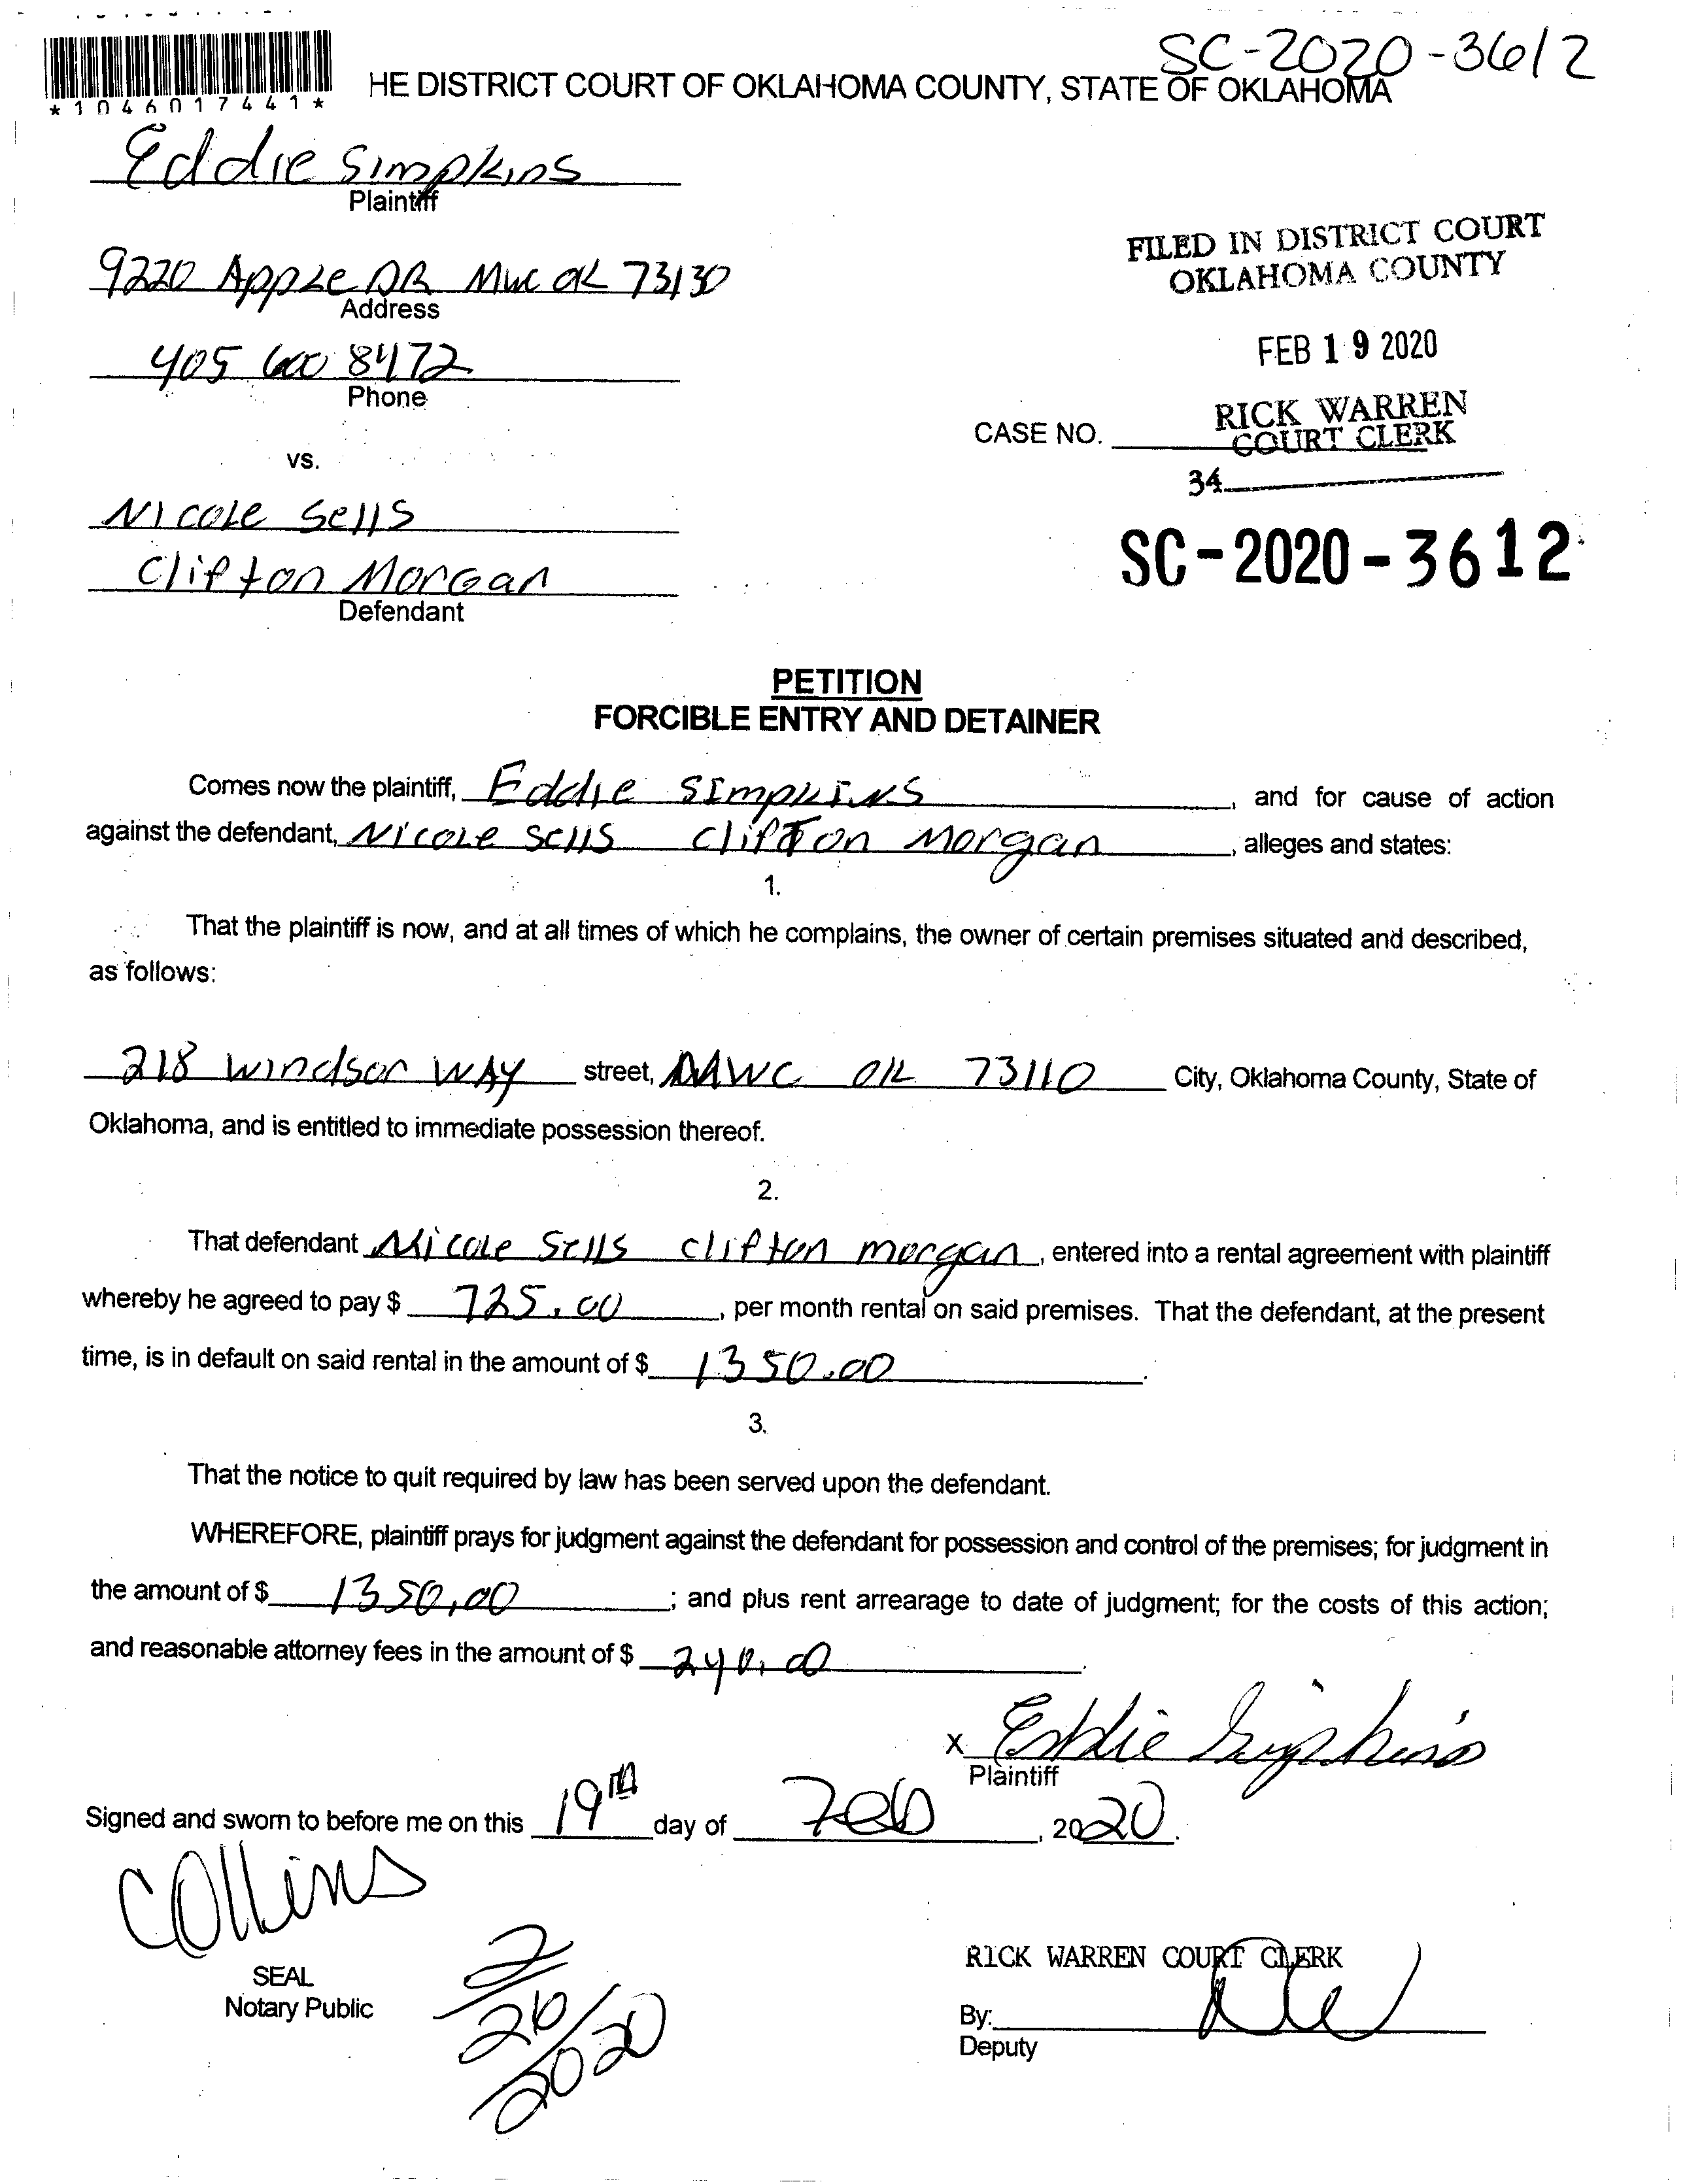 SC-2020-3612
*1046017441*
HE DISTRICT COURT OF OKLAHOMA COUNTY, STATE OF OKLAHOMA
Eddie Simpkins
Plaintiff
9220 Apple DR MWC OK 73130
Address
405 600 8472
Phone
vs.
Nicole Sells
Clifton Morgan
Defendant
FILED IN DISTRICT COURT
OKLAHOMA COUNTY
FEB 19 2020
RICK WARREN
CASE NO. COURT CLERK
34
SC-2020-3612
PETITION
FORCIBLE ENTRY AND DETAINER
Comes now the plaintiff, Eddie Simpkins, and for cause of action
against the defendant, Nicole Sells Clifton Morgan, alleges and states:
1.
That the plaintiff is now, and at all times of which he complains, the owner of certain premises situated and described,
as follows:
218 Windsor WAY street, MWC OK 73110 City, Oklahoma County, State of
Oklahoma, and is entitled to immediate possession thereof.
2.
That defendant Nicole Sells Clifton morgan, entered into a rental agreement with plaintiff
whereby he agreed to pay $ 725.00, per month rental on said premises. That the defendant, at the present
time, is in default on said rental in the amount of $ 1350.00.
3.
That the notice to quit required by law has been served upon the defendant.
WHEREFORE, plaintiff prays for judgment against the defendant for possession and control of the premises; for judgment in
the amount of $ 1350.00; and plus rent arrearage to date of judgment; for the costs of this action;
and reasonable attorney fees in the amount of $ 240.00.
x Eddie Simpkins
Plaintiff
Signed and sworn to before me on this 19th day of Feb, 2020.
Collins
SEAL
Notary Public
2/26/2020
RICK WARREN COURT CLERK
By:
Deputy